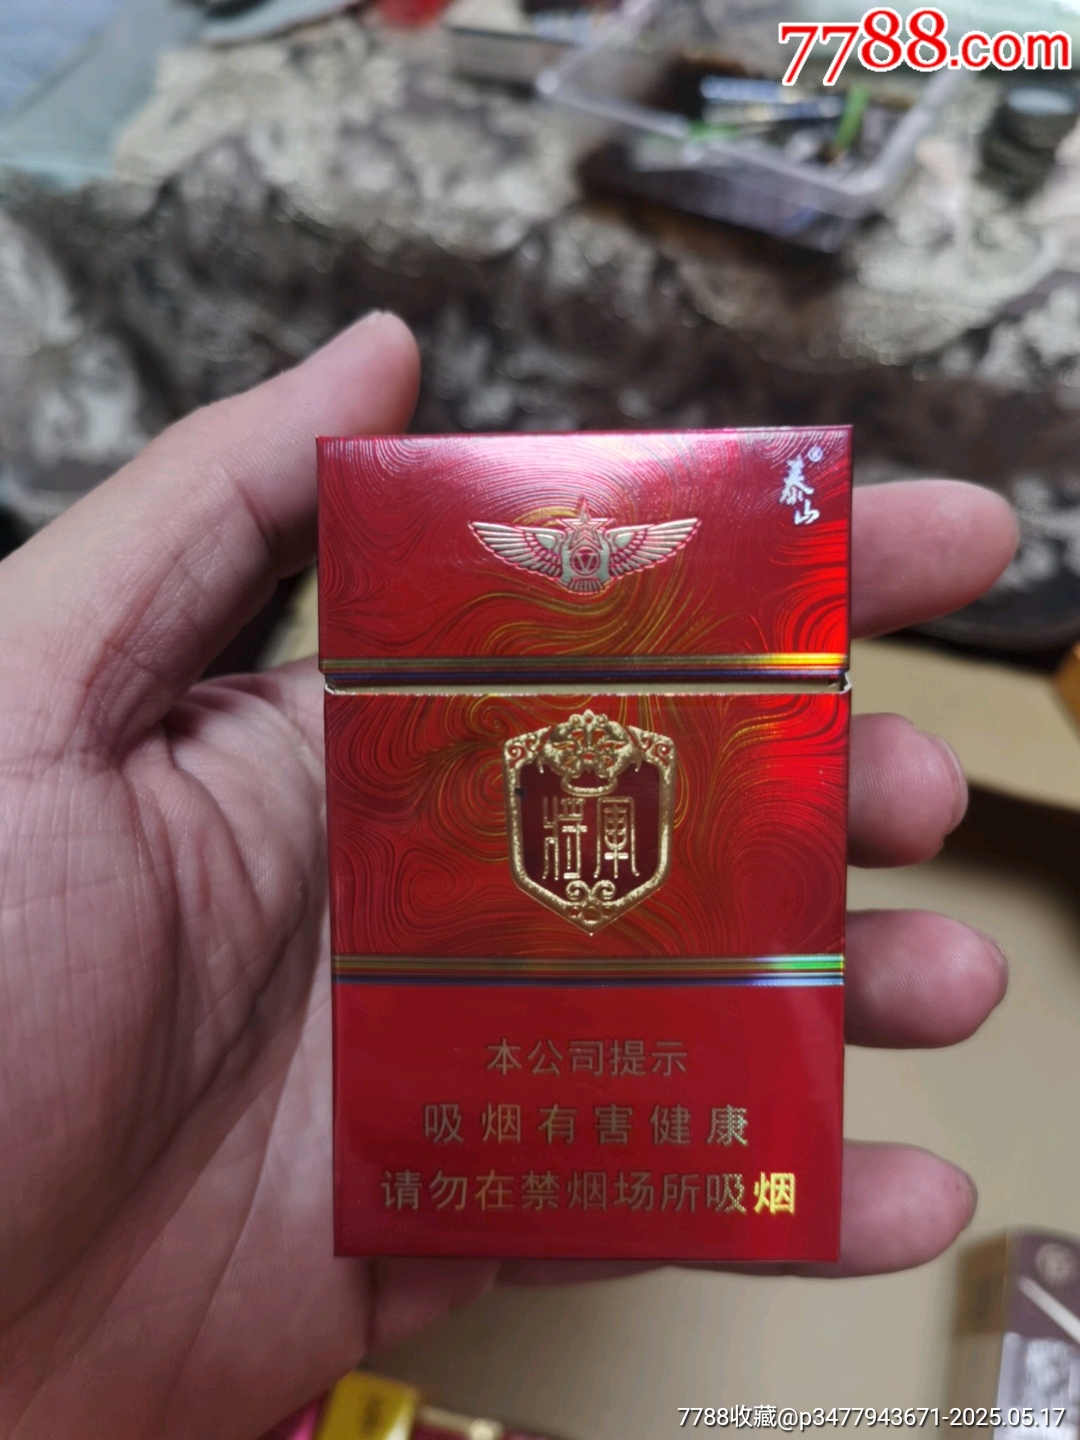 7788.com
泰山®
将軍
本公司提示
吸烟有害健康
请勿在禁烟场所吸烟
7788收藏@p3477943671-2025.05.17